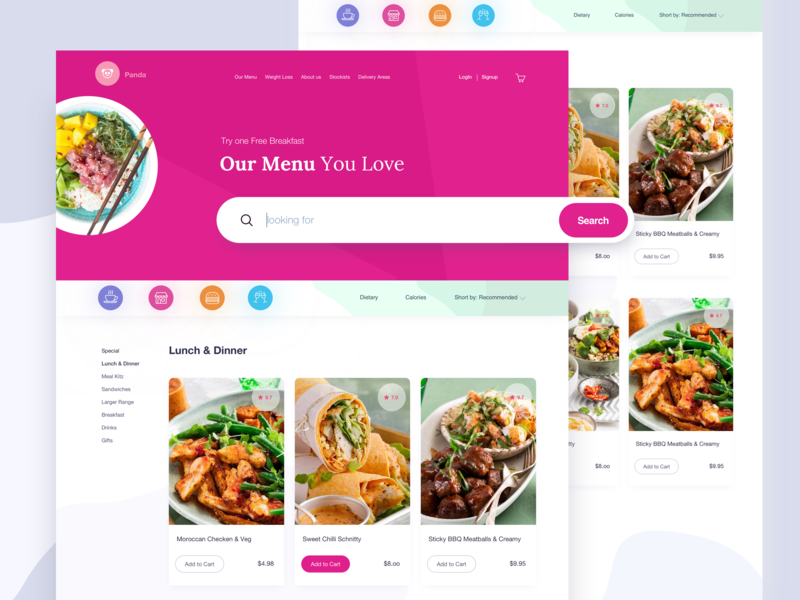 Dietary
Calories
Short by: Recommended
Panda
Our Menu
Weight Loss
About us
Stockists
Delivery Areas
Login | Signup
Try one Free Breakfast
Our Menu You Love
looking for
Search
Dietary
Calories
Short by: Recommended
Special
Lunch & Dinner
Meal Kitz
Sandwiches
Larger Range
Breakfast
Drinks
Gifts
Lunch & Dinner
9.7
7.0
9.7
Moroccan Checken & Veg
Sweet Chilli Schnitty
Sticky BBQ Meatballs & Creamy
Add to Cart
$4.98
Add to Cart
$8.00
Add to Cart
$9.95
7.0
9.7
Sticky BBQ Meatballs & Creamy
$8.00
Add to Cart
$9.95
9.7
Sticky BBQ Meatballs & Creamy
$8.00
Add to Cart
$9.95